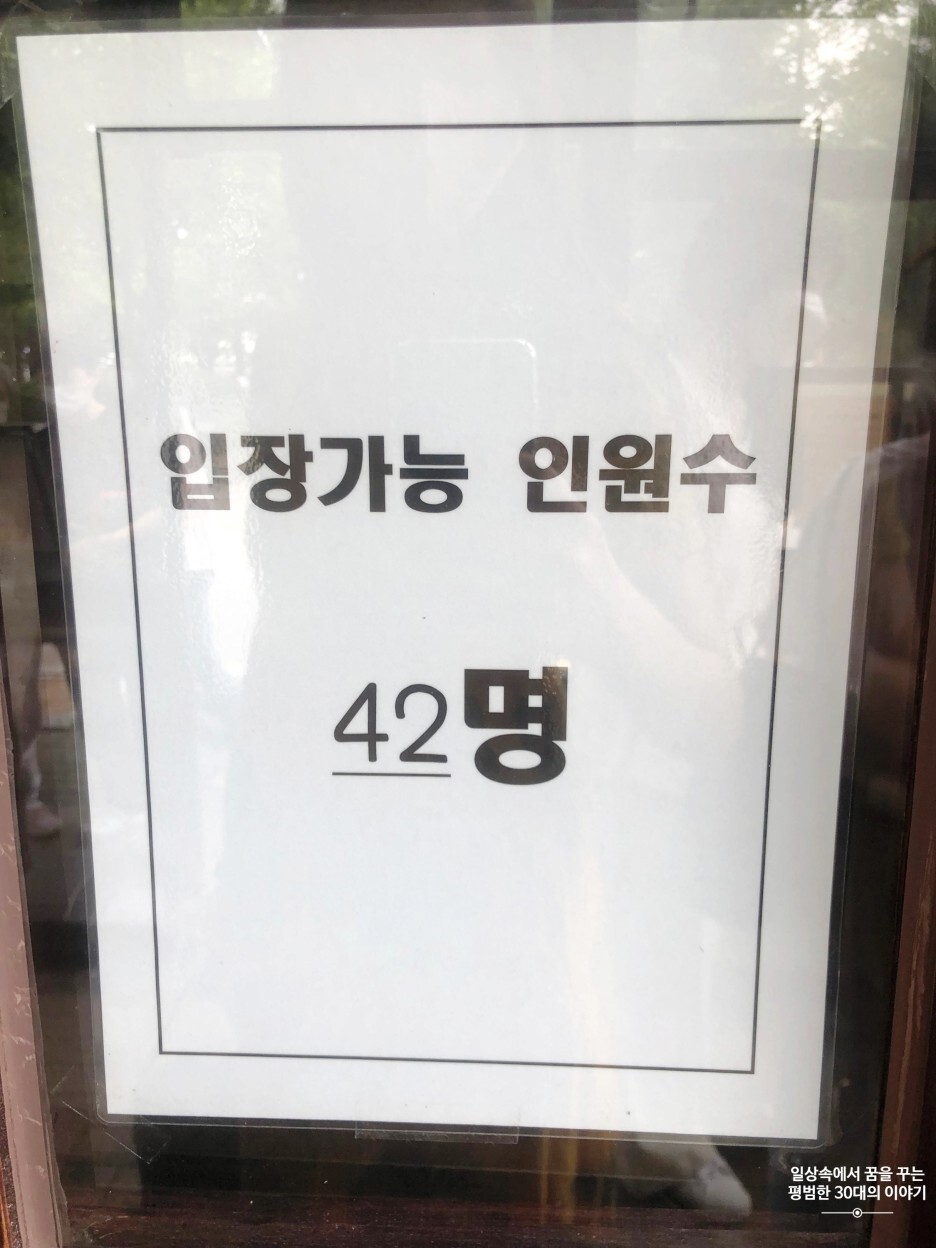 입장가능 인원수
42명
일상속에서 꿈을 꾸는
평범한 30대의 이야기